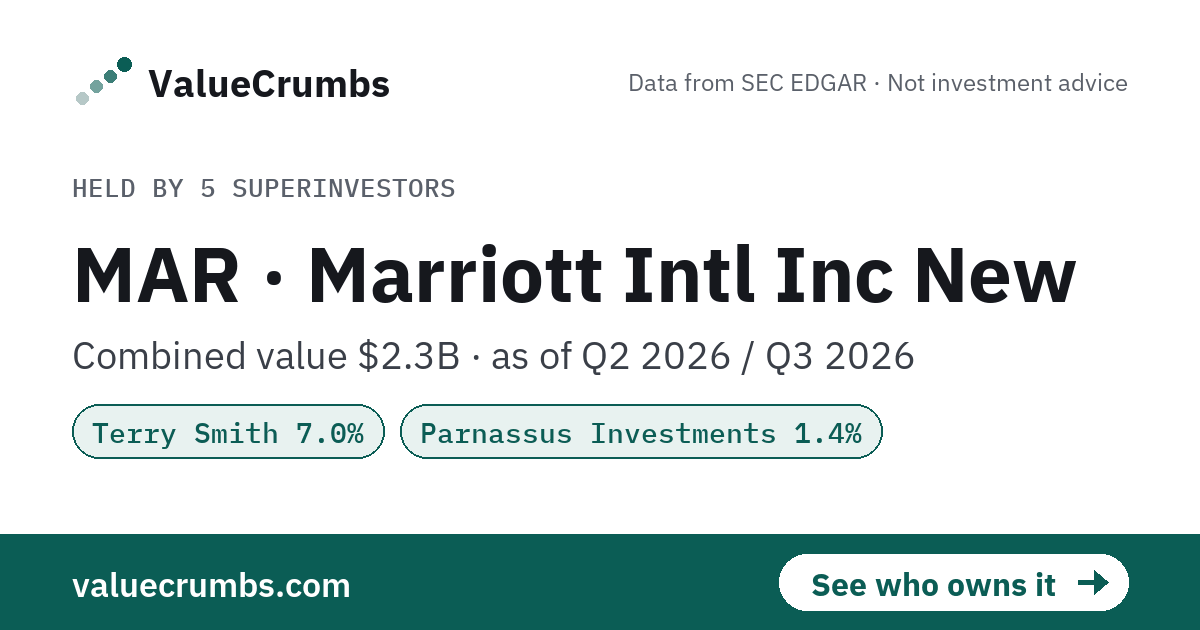 ValueCrumbs
Data from SEC EDGAR · Not investment advice
HELD BY 5 SUPERINVESTORS
MAR · Marriott Intl Inc New
Combined value $2.3B · as of Q2 2026 / Q3 2026
Terry Smith 7.0% Parnassus Investments 1.4%
valuecrumbs.com
See who owns it →